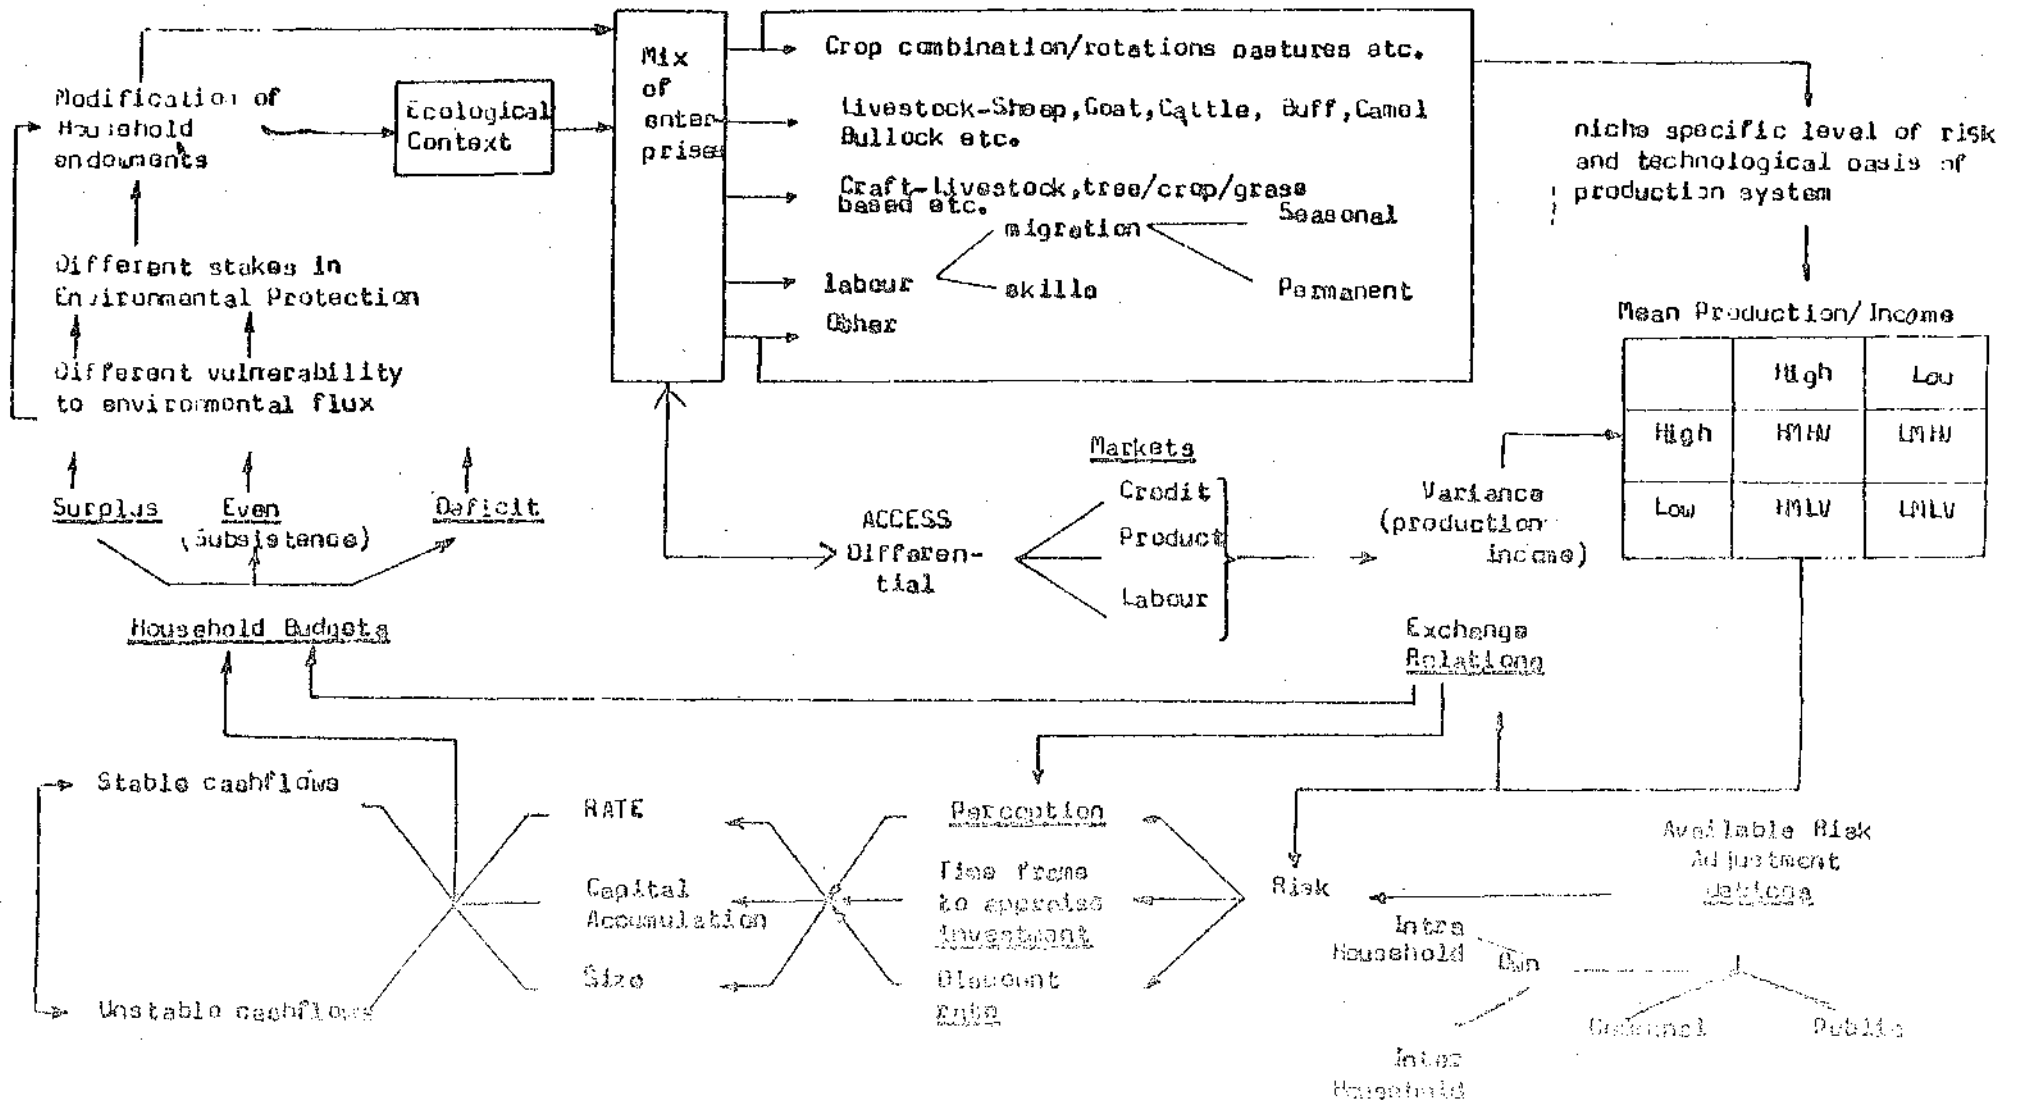 Modification of
Household
endowments
Ecological
Context
Mix
of
enter
prises
Crop combination/rotations pastures etc.
Livestock-Sheep,Goat,Cattle, Buff,Camel
Bullock etc.
Craft-Livestock,tree/crop/grass
based etc.
migration
Seasonal
labour
skills
Permanent
Other
niche specific level of risk
and technological basis of
production system
Different stakes in
Environmental Protection
Different vulnerability
to environmental flux
Surplus
Even
Deficit
(Subsistence)
Household Budgets
ACCESS
Differen-
tial
Markets
Credit
Product
Labour
Variance
(production
income)
Mean Production/Income
High Low
High HMHV LMHV
Low HMLV LMLV
Exchange
Relations
Stable cashflows
Unstable cashflows
RATE
Capital
Accumulation
Size
Perception
Time frame
to appraise
investment
Discount
Rate
Risk
Available Risk
Adjustment
Options
Intra
Household
Own
Inter
Household
Communal
Public